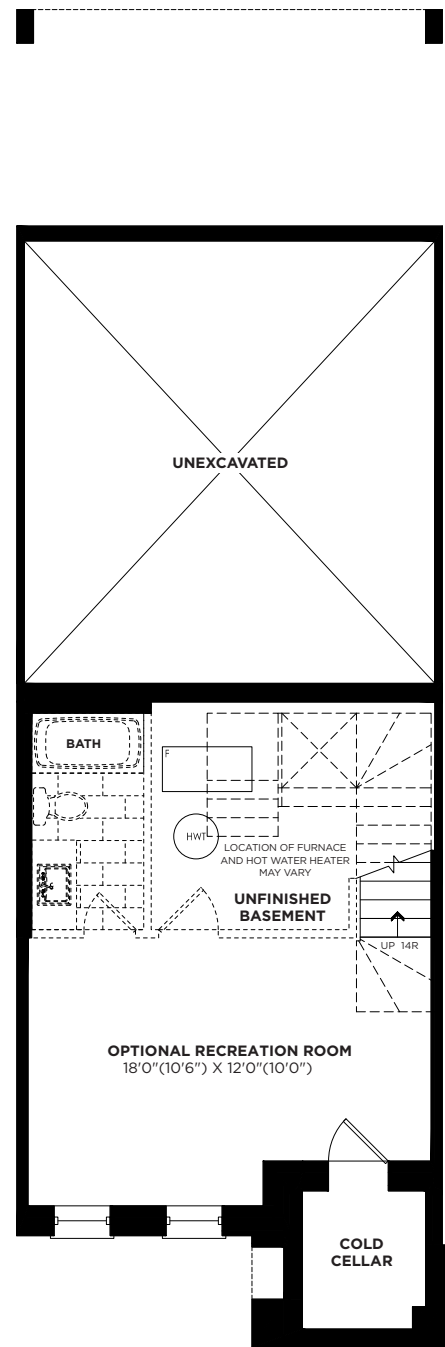 UNEXCAVATED
BATH
F
HWT
LOCATION OF FURNACE
AND HOT WATER HEATER
MAY VARY
UNFINISHED
BASEMENT
UP 14R
OPTIONAL RECREATION ROOM
18'0"(10'6") X 12'0"(10'0")
COLD
CELLAR